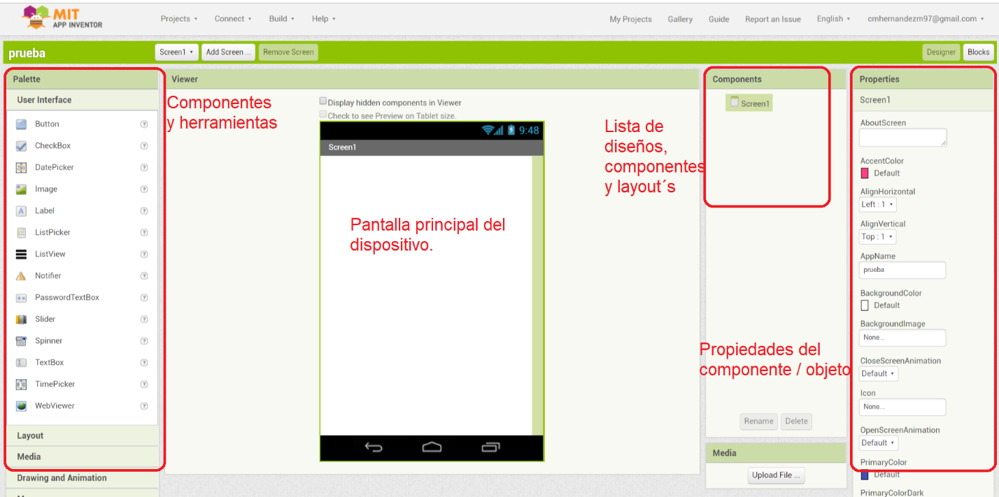 MIT
APP INVENTOR
Projects
Connect
Build
Help
My Projects
Gallery
Guide
Report an Issue
English
cmhernandezm97@gmail.com
prueba
Screen1
Add Screen ...
Remove Screen
Designer
Blocks
Palette
User Interface
Button
CheckBox
DatePicker
Image
Label
ListPicker
ListView
Notifier
PasswordTextBox
Slider
Spinner
TextBox
TimePicker
WebViewer
Layout
Media
Drawing and Animation
Componentes
y herramientas
Viewer
Display hidden components in Viewer
Check to see Preview on Tablet size.
9:48
Screen1
Pantalla principal del
dispositivo.
Lista de
diseños,
componentes
y layout´s
Components
Screen1
Propiedades del
componente / objeto
Rename
Delete
Media
Upload File ...
Properties
Screen1
AboutScreen
AccentColor
Default
AlignHorizontal
Left : 1
AlignVertical
Top : 1
AppName
prueba
BackgroundColor
Default
BackgroundImage
None...
CloseScreenAnimation
Default
Icon
None...
OpenScreenAnimation
Default
PrimaryColor
Default
PrimaryColorDark